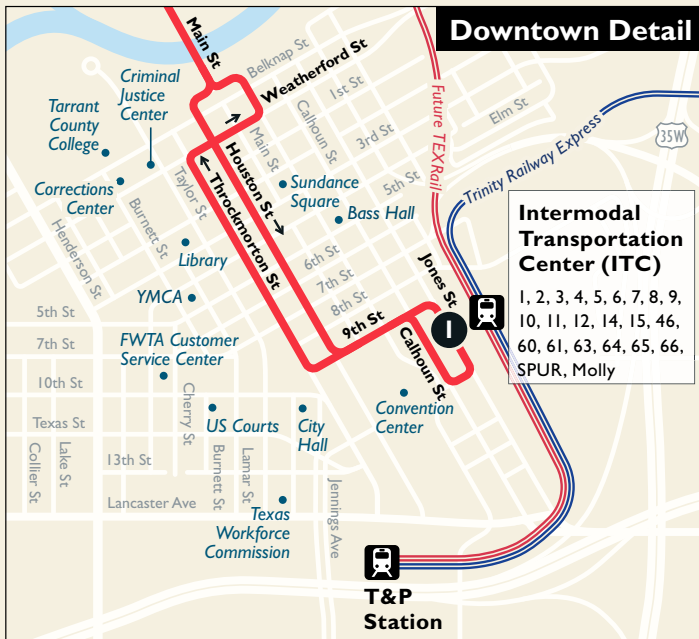 Downtown Detail
Main St
Belknap St
Weatherford St
Criminal
Justice
Center
Tarrant
County
College
Corrections
Center
1st St
Calhoun St
3rd St
Elm St
Main St
Houston St
Sundance
Square
5th St
Bass Hall
Future TEXRail
Trinity Railway Express
35W
Taylor St
Throckmorton St
Burnett St
Henderson St
Library
YMCA
6th St
7th St
8th St
9th St
Jones St
Calhoun St
I
Intermodal
Transportation
Center (ITC)
1, 2, 3, 4, 5, 6, 7, 8, 9,
10, 11, 12, 14, 15, 46,
60, 61, 63, 64, 65, 66,
SPUR, Molly
5th St
7th St
FWTA Customer
Service Center
10th St
Texas St
Cherry St
US Courts
City
Hall
Convention
Center
Collier St
Lake St
13th St
Burnett St
Lamar St
Jennings Ave
Lancaster Ave
Texas
Workforce
Commission
T&P
Station